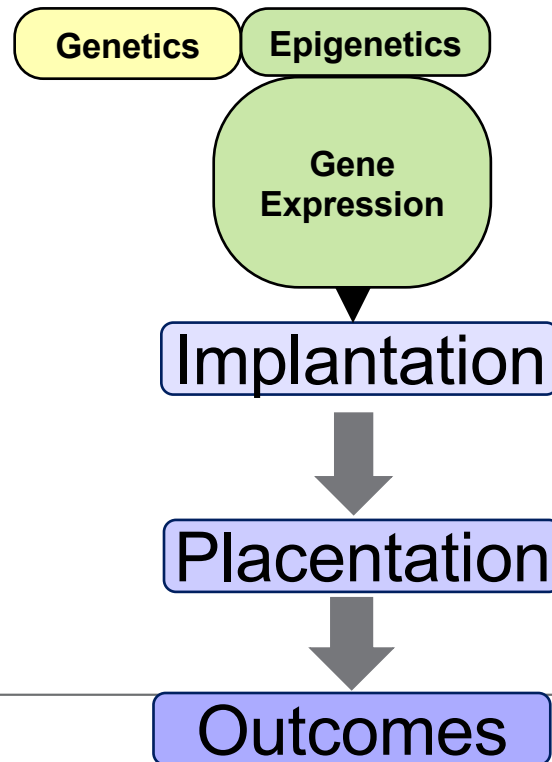 Genetics
Epigenetics
Gene
Expression
Implantation
Placentation
Outcomes